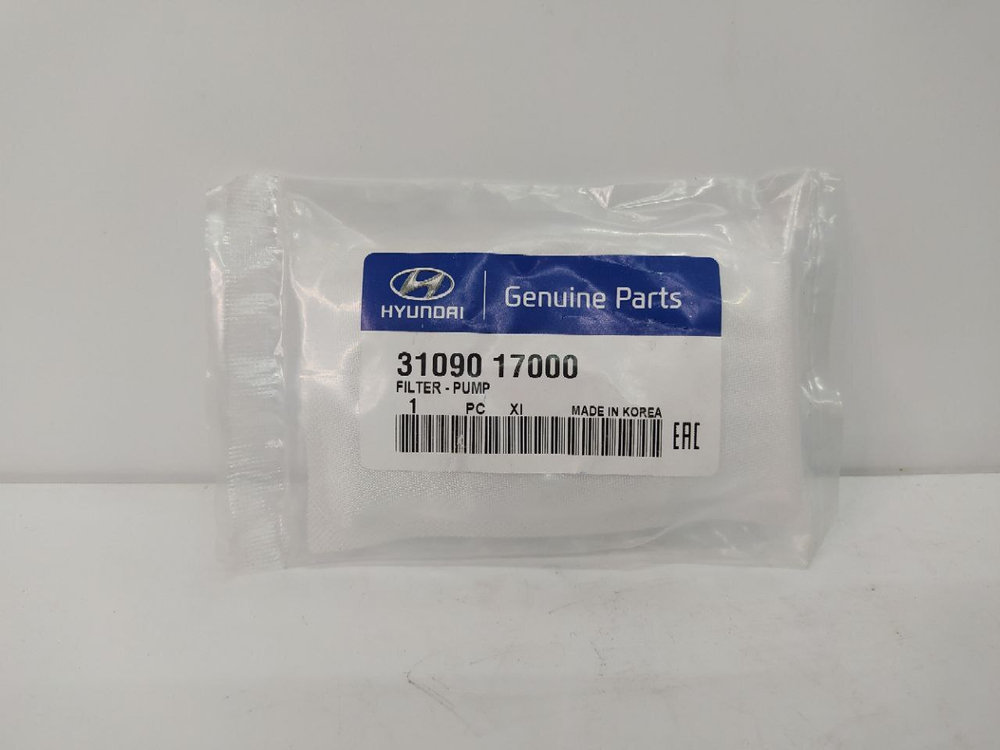 HYUNDAI
Genuine Parts
31090 17000
FILTER - PUMP
1 PC XI MADE IN KOREA
EAC